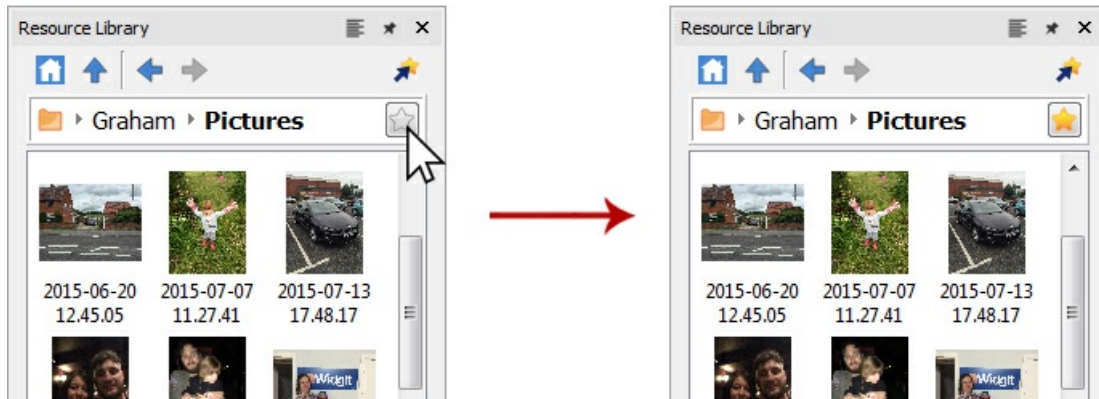 Resource Library
Graham Pictures
2015-06-20 2015-07-07 2015-07-13
12.45.05 11.27.41 17.48.17
Widgit
Resource Library
Graham Pictures
2015-06-20 2015-07-07 2015-07-13
12.45.05 11.27.41 17.48.17
Widgit